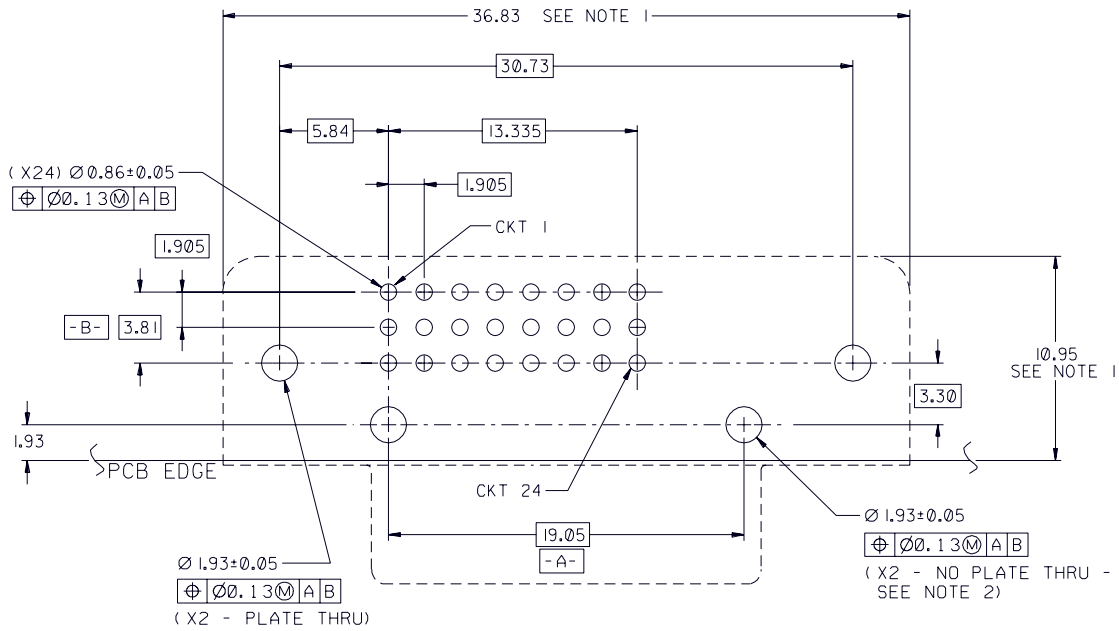 36.83 SEE NOTE 1
30.73
5.84
13.335
(X24) Ø0.86±0.05
⌖ Ø0.13Ⓜ A B
1.905
CKT 1
1.905
-B- 3.81
10.95
SEE NOTE 1
3.30
1.93
PCB EDGE
CKT 24
19.05
-A-
Ø1.93±0.05
⌖ Ø0.13Ⓜ A B
(X2 - NO PLATE THRU -
SEE NOTE 2)
Ø1.93±0.05
⌖ Ø0.13Ⓜ A B
(X2 - PLATE THRU)